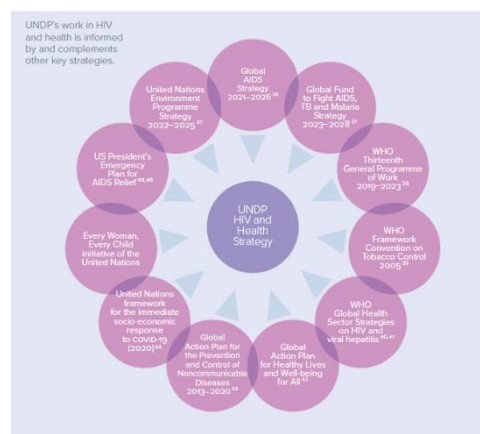 UNDP's work in HIV
and health is informed
by and complements
other key strategies.
Global
AIDS
Strategy
2021–2025 36
Global Fund
to Fight AIDS,
TB and Malaria
Strategy
2023–2028 37
WHO
Thirteenth
General Programme
of Work
2019–2023 38
WHO
Framework
Convention on
Tobacco Control
2005 39
WHO
Global Health
Sector Strategies
on HIV and
viral hepatitis 40,41
Global
Action Plan
for Healthy Lives
and Well-being
for All 42
Global
Action Plan for
the Prevention
and Control of
Noncommunicable
Diseases
2013–2020 43
United Nations
framework
for the immediate
socio-economic
response
to COVID-19
(2020) 44
Every Woman,
Every Child
initiative of the
United Nations
US President's
Emergency
Plan for
AIDS Relief
United Nations
Environment
Programme
Strategy
2022–2025
UNDP
HIV and
Health
Strategy